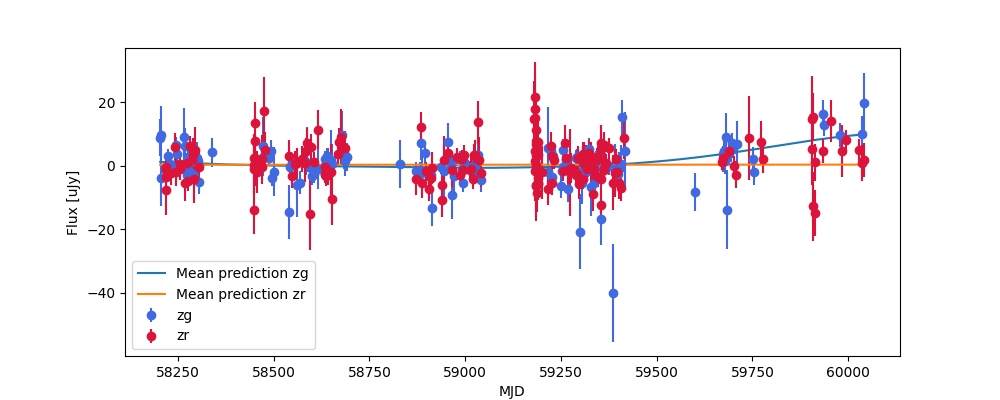 20
0
−20
−40
Flux [uJy]
Mean prediction zg
Mean prediction zr
zg
zr
58250 58500 58750 59000 59250 59500 59750 60000
MJD